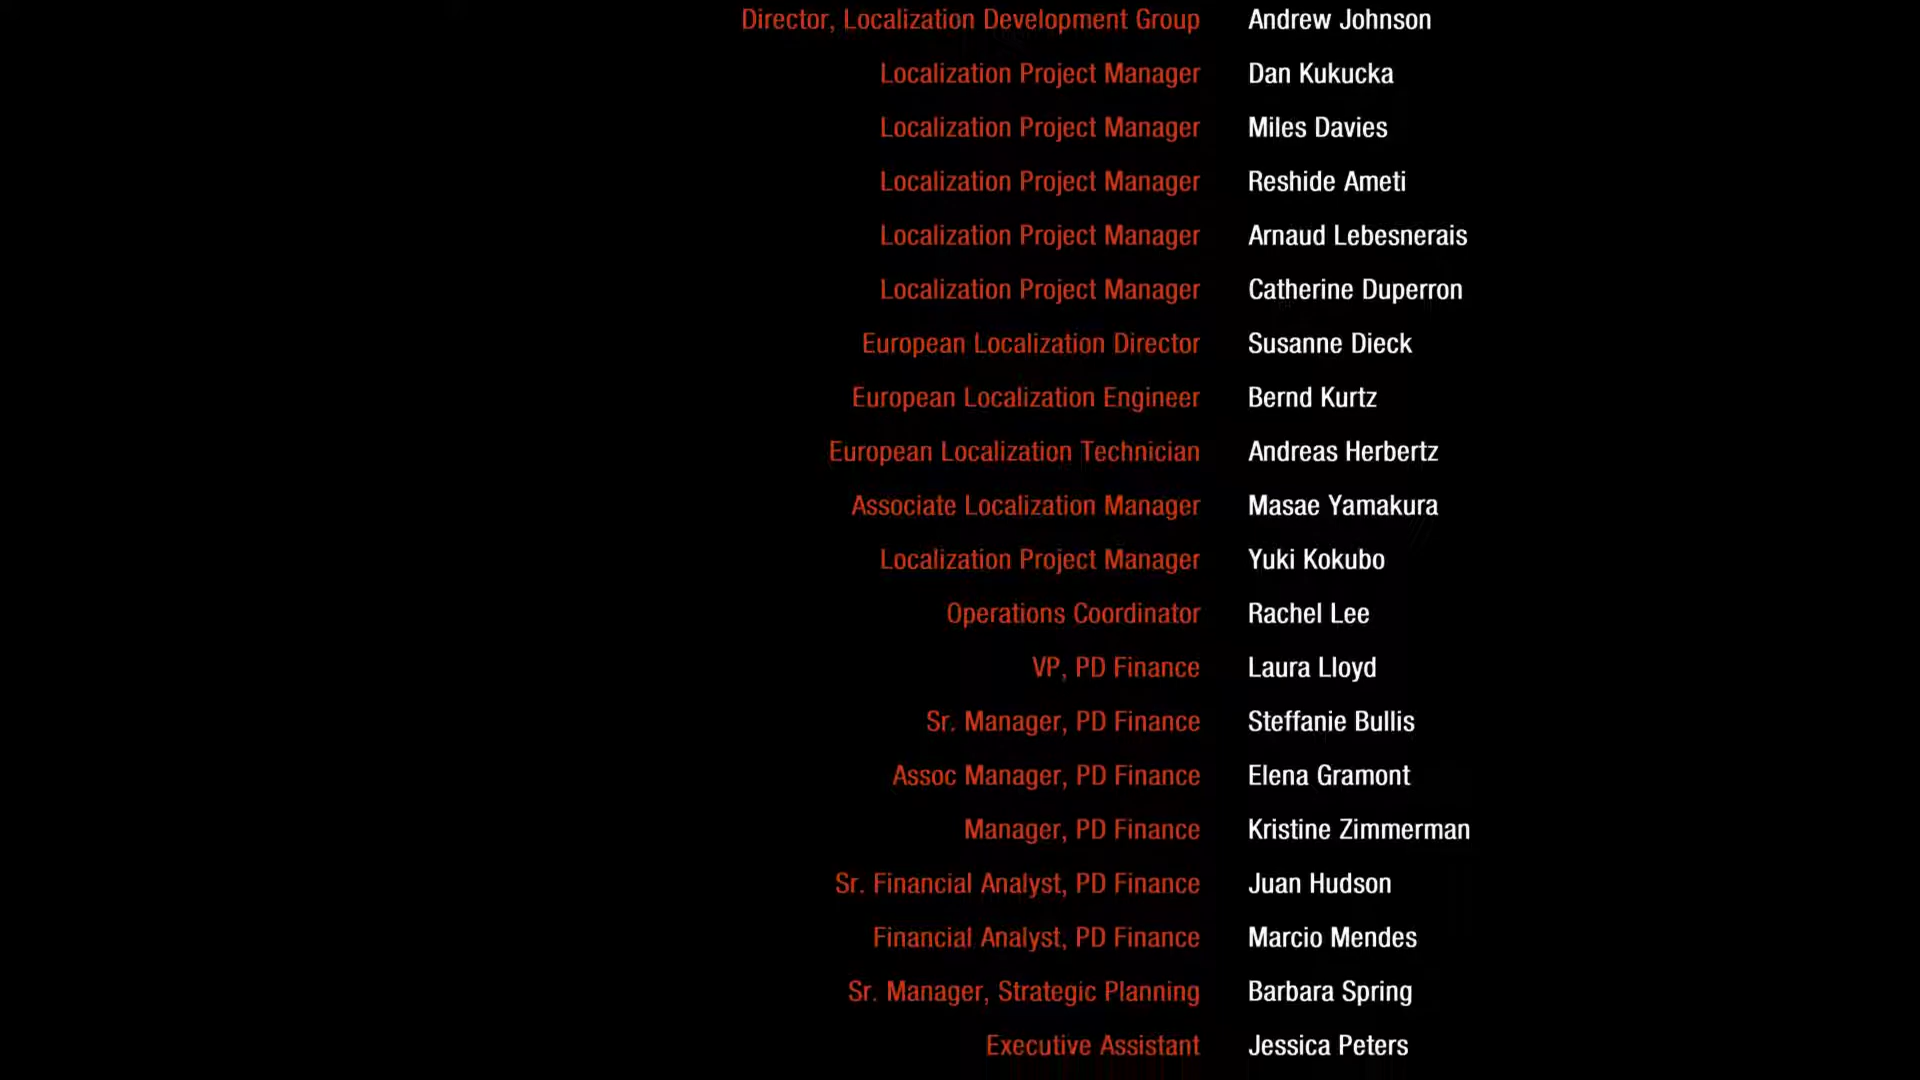 Director, Localization Development Group Andrew Johnson
Localization Project Manager Dan Kukucka
Localization Project Manager Miles Davies
Localization Project Manager Reshide Ameti
Localization Project Manager Arnaud Lebesnerais
Localization Project Manager Catherine Duperron
European Localization Director Susanne Dieck
European Localization Engineer Bernd Kurtz
European Localization Technician Andreas Herbertz
Associate Localization Manager Masae Yamakura
Localization Project Manager Yuki Kokubo
Operations Coordinator Rachel Lee
VP, PD Finance Laura Lloyd
Sr. Manager, PD Finance Steffanie Bullis
Assoc Manager, PD Finance Elena Gramont
Manager, PD Finance Kristine Zimmerman
Sr. Financial Analyst, PD Finance Juan Hudson
Financial Analyst, PD Finance Marcio Mendes
Sr. Manager, Strategic Planning Barbara Spring
Executive Assistant Jessica Peters